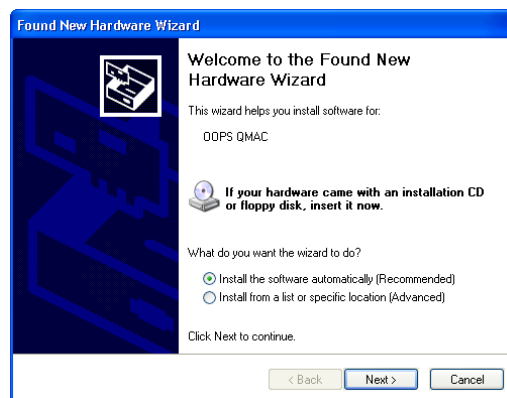 Found New Hardware Wizard
Welcome to the Found New
Hardware Wizard
This wizard helps you install software for:
OOPS QMAC
If your hardware came with an installation CD
or floppy disk, insert it now.
What do you want the wizard to do?
Install the software automatically (Recommended)
Install from a list or specific location (Advanced)
Click Next to continue.
< Back
Next >
Cancel